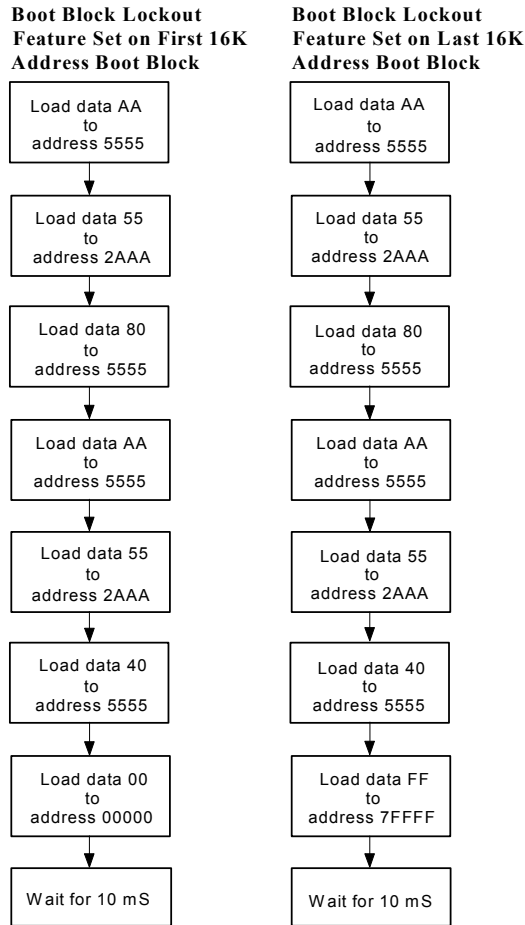 Boot Block Lockout
Feature Set on First 16K
Address Boot Block
Load data AA
to
address 5555
Load data 55
to
address 2AAA
Load data 80
to
address 5555
Load data AA
to
address 5555
Load data 55
to
address 2AAA
Load data 40
to
address 5555
Load data 00
to
address 00000
Wait for 10 mS
Boot Block Lockout
Feature Set on Last 16K
Address Boot Block
Load data AA
to
address 5555
Load data 55
to
address 2AAA
Load data 80
to
address 5555
Load data AA
to
address 5555
Load data 55
to
address 2AAA
Load data 40
to
address 5555
Load data FF
to
address 7FFFF
Wait for 10 mS